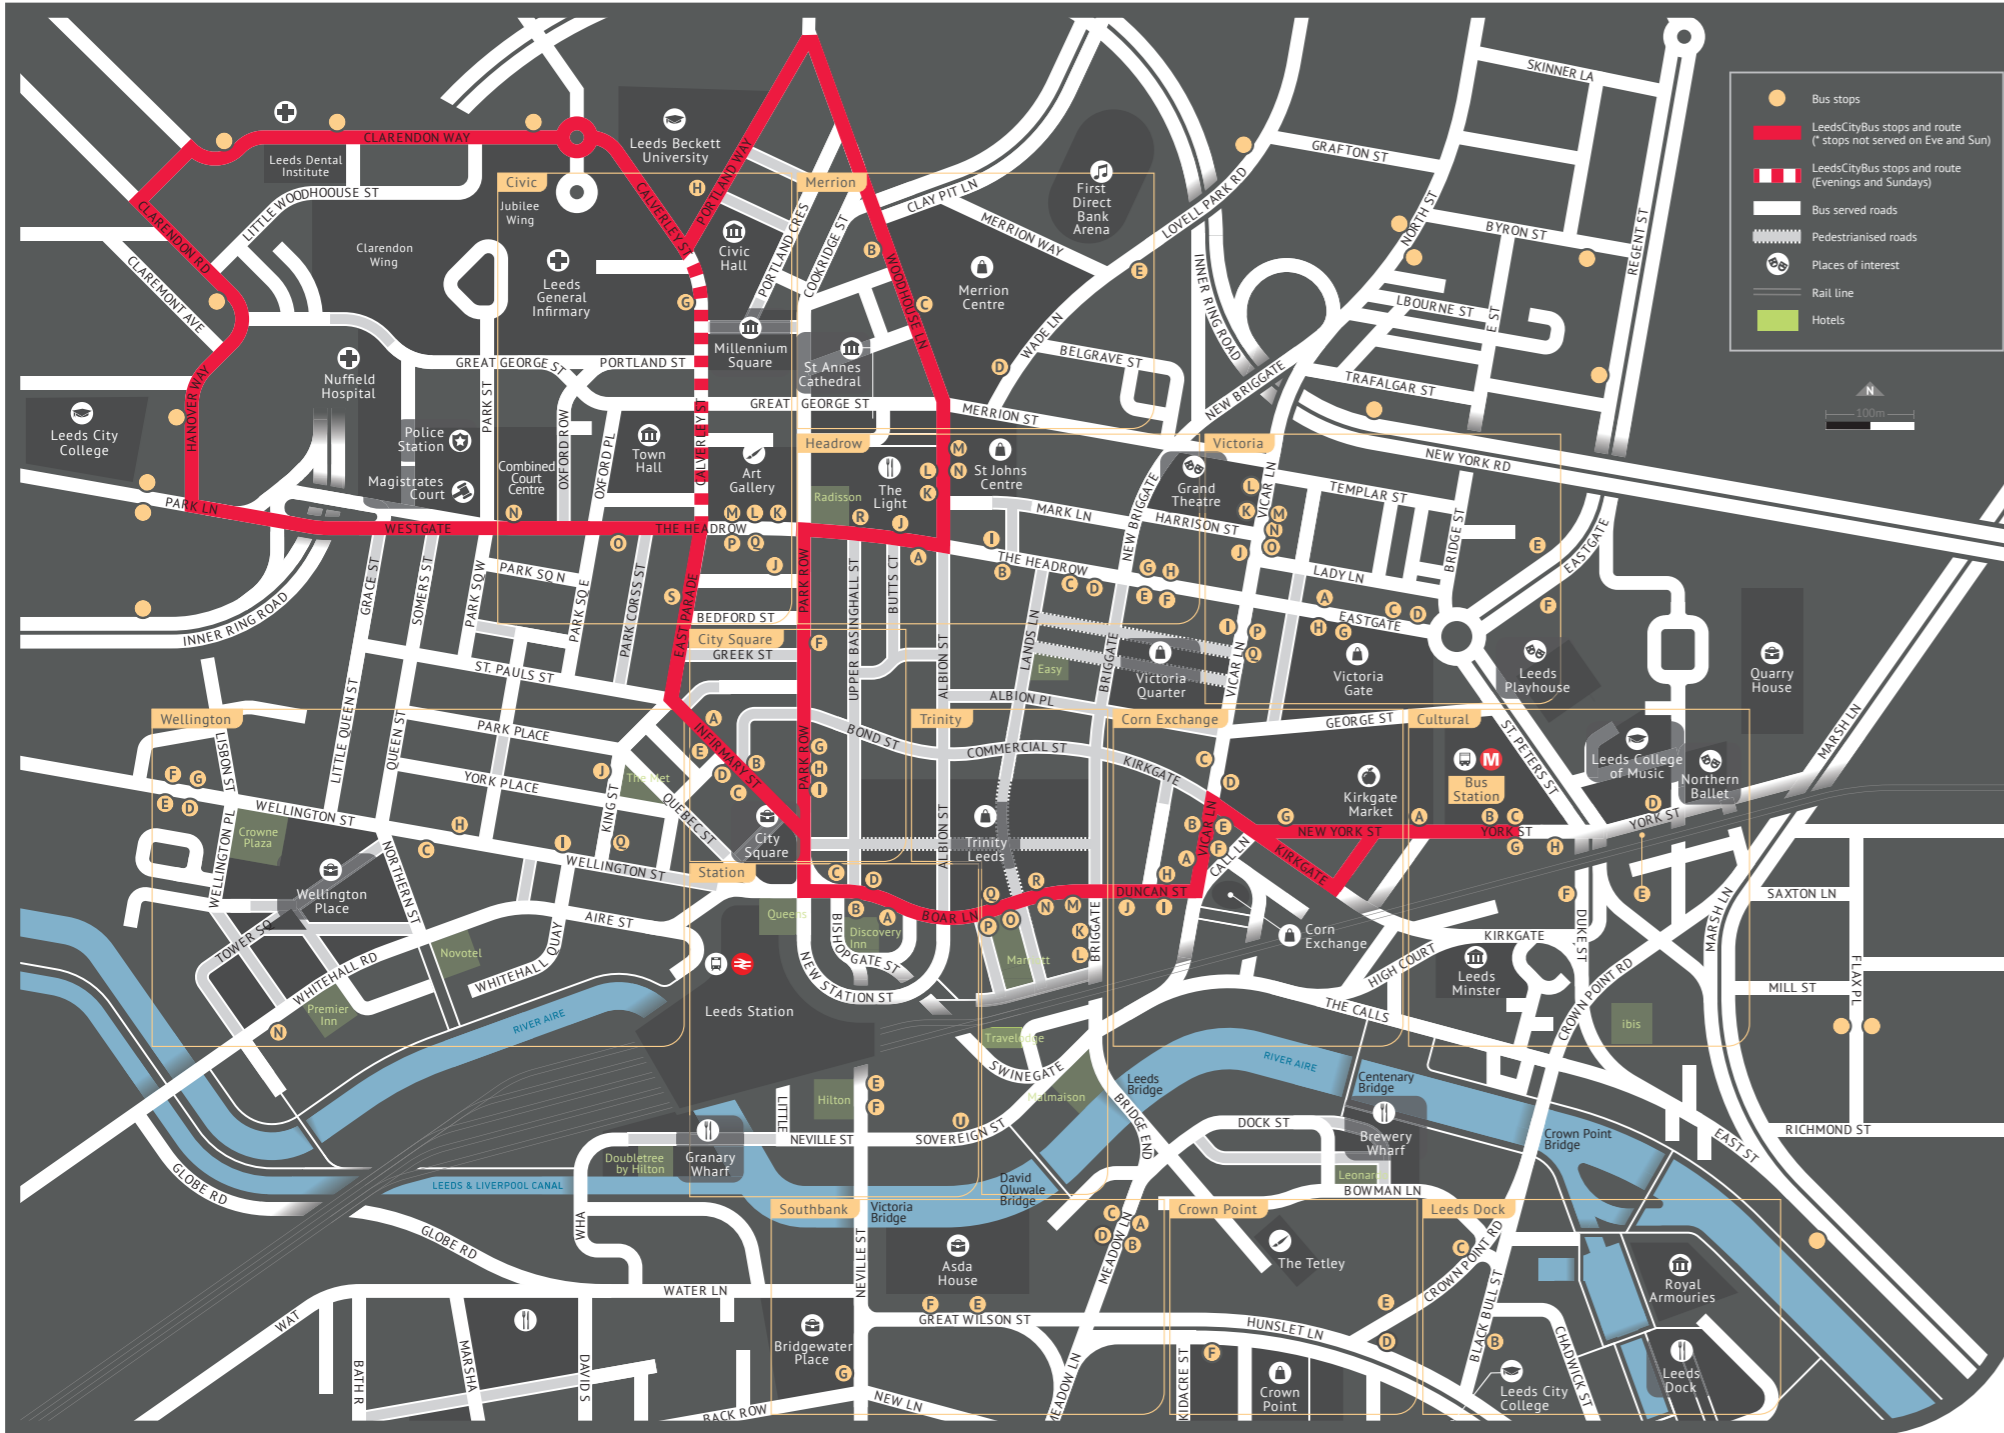 SKINNER LA
Bus stops
LeedsCityBus stops and route
(* stops not served on Eve and Sun)
LeedsCityBus stops and route
(Evenings and Sundays)
Bus served roads
Pedestrianised roads
Places of interest
Rail line
Hotels
N
100m
CLARENDON WAY
Leeds Dental
Institute
LITTLE WOODHOOUSE ST
CLARENDON RD
CLAREMONT AVE
Clarendon
Wing
Leeds Beckett
University
PORTLAND WAY
CALVERLEY ST
Civic
Jubilee
Wing
H
Civic
Hall
Leeds
General
Infirmary
G
PORTLAND CRES
COOKRIDGE ST
Merrion
B
C
WOODHOUSE LN
CLAY PIT LN
MERRION WAY
First
Direct
Bank
Arena
Merrion
Centre
LOVELL PARK RD
E
WADE LN
D
BELGRAVE ST
INNER RING ROAD
GRAFTON ST
NORTH ST
BYRON ST
REGENT ST
LBOURNE ST
E ST
TRAFALGAR ST
NEW BRIGGATE
Millennium
Square
St Annes
Cathedral
Nuffield
Hospital
GREAT GEORGE ST
PORTLAND ST
GREAT GEORGE ST
MERRION ST
HANOVER WAY
Leeds City
College
PARK ST
Police
Station
Magistrates
Court
Combined
Court
Centre
OXFORD ROW
OXFORD PL
Town
Hall
CALVERLEY ST
Art
Gallery
Headrow
Radisson
The
Light
L
K
M
N
St Johns
Centre
Victoria
Grand
Theatre
VICAR LN
NEW YORK RD
TEMPLAR ST
PARK LN
WESTGATE
N
O
THE HEADROW
M
L
K
P
Q
J
R
J
A
I
B
MARK LN
HARRISON ST
NEW BRIGGATE
L
K
M
N
O
J
THE HEADROW
C
D
G
H
E
F
LADY LN
BRIDGE ST
EASTGATE
A
C
D
H
G
EASTGATE
E
F
INNER RING ROAD
GRACE ST
SOMERS ST
PARK SQ W
PARK SQ N
PARK SQ E
PARK CORSS ST
S
EAST PARADE
BEDFORD ST
City Square
GREEK ST
PARK ROW
F
UPPER BASINGHALL ST
BUTTS CT
ALBION ST
LANDS LN
Easy
BRIGGATE
Victoria
Quarter
VICAR LN
I
P
Q
Victoria
Gate
Leeds
Playhouse
Quarry
House
ST. PAULS ST
LITTLE QUEEN ST
QUEEN ST
PARK PLACE
YORK PLACE
Wellington
LISBON ST
F
G
E
D
WELLINGTON ST
Crowne
Plaza
WELLINGTON PL
Wellington
Place
C
H
I
J
Q
KING ST
WELLINGTON ST
NORTHERN ST
The Met
QUEBEC ST
INFIRMARY ST
A
E
D
B
C
PARK ROW
G
H
I
City
Square
BOND ST
Trinity
ALBION PL
COMMERCIAL ST
KIRKGATE
Trinity
Leeds
ALBION ST
Corn Exchange
C
D
VICAR LN
B
E
F
A
H
J
I
CALL LN
G
GEORGE ST
Kirkgate
Market
NEW YORK ST
KIRKGATE
Cultural
M
Bus
Station
A
B
C
YORK ST
G
H
ST. PETERS ST
Leeds College
of Music
Northern
Ballet
D
YORK ST
F
E
MARSH LN
MARSH LN
Station
C
D
B
A
Queens
Discovery
Inn
BISHOPGATE ST
NEW STATION ST
BOAR LN
DUNCAN ST
Q
R
P
O
N
M
K
L
BRIGGATE
Corn
Exchange
Leeds Station
AIRE ST
TOWER SQ
WHITEHALL RD
WHITEHALL QUAY
Novotel
Premier
Inn
N
RIVER AIRE
KIRKGATE
HIGH COURT
THE CALLS
Leeds
Minster
DUKE ST
CROWN POINT RD
ibis
SAXTON LN
MILL ST
FLAX PL
RICHMOND ST
EAST ST
Travelodge
SWINEGATE
Malmaison
Leeds
Bridge
BRIDGE END
RIVER AIRE
Centenary
Bridge
Brewery
Wharf
DOCK ST
Leonar
BOWMAN LN
Crown Point
Bridge
Hilton
E
F
U
LITTLE
NEVILLE ST
SOVEREIGN ST
Doubletree
by Hilton
Granary
Wharf
LEEDS & LIVERPOOL CANAL
GLOBE RD
GLOBE RD
WHA
David
Oluwale
Bridge
Victoria
Bridge
Southbank
Asda
House
F
E
GREAT WILSON ST
NEVILLE ST
C
A
D
B
MEADOW LN
MEADOW LN
Crown Point
The Tetley
HUNSLET LN
F
E
D
Crown
Point
KIDACRE ST
Leeds Dock
C
CROWN POINT RD
BLACK BULL ST
B
CHADWICK ST
Leeds City
College
Royal
Armouries
Leeds
Dock
WATER LN
WAT
BATH R
MARSHA
DAVID S
Bridgewater
Place
G
BACK ROW
NEW LN